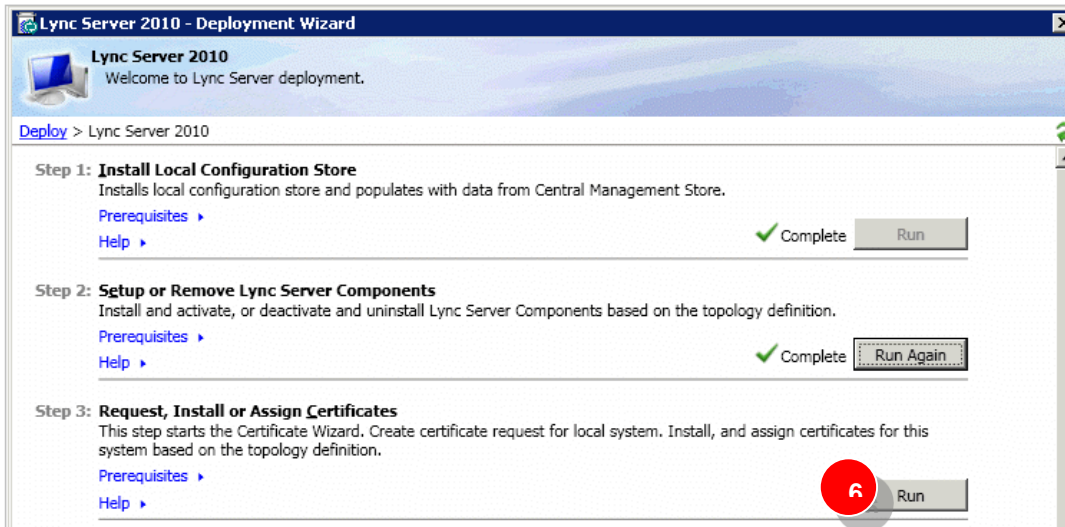 Lync Server 2010 - Deployment Wizard
Lync Server 2010
Welcome to Lync Server deployment.
Deploy > Lync Server 2010
Step 1: Install Local Configuration Store
Installs local configuration store and populates with data from Central Management Store.
Prerequisites ▸
Help ▸
Complete Run
Step 2: Setup or Remove Lync Server Components
Install and activate, or deactivate and uninstall Lync Server Components based on the topology definition.
Prerequisites ▸
Help ▸
Complete Run Again
Step 3: Request, Install or Assign Certificates
This step starts the Certificate Wizard. Create certificate request for local system. Install, and assign certificates for this
system based on the topology definition.
Prerequisites ▸
Help ▸
6 Run